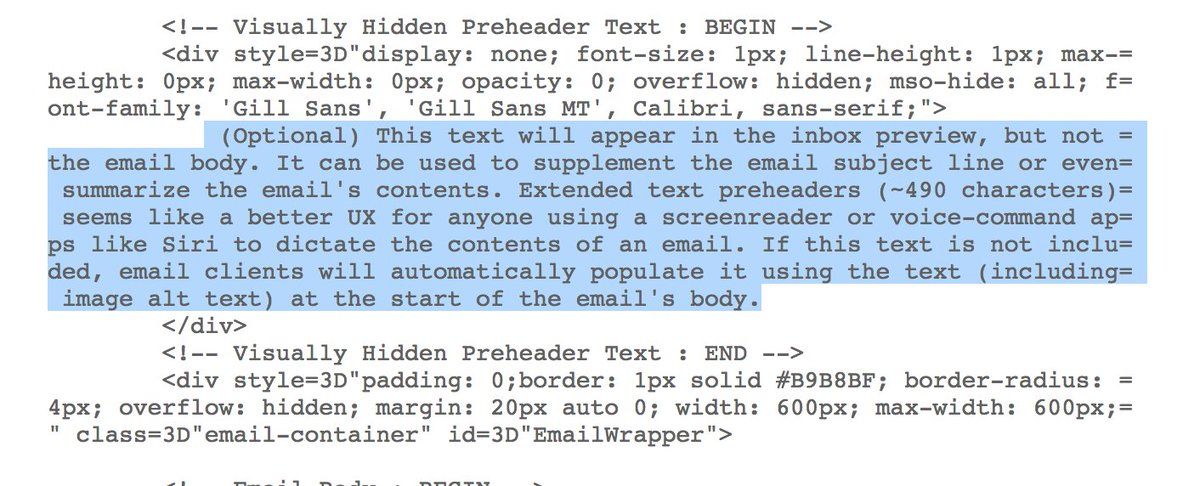 <!-- Visually Hidden Preheader Text : BEGIN -->
<div style=3D"display: none; font-size: 1px; line-height: 1px; max-=
height: 0px; max-width: 0px; opacity: 0; overflow: hidden; mso-hide: all; f=
ont-family: 'Gill Sans', 'Gill Sans MT', Calibri, sans-serif;">
(Optional) This text will appear in the inbox preview, but not =
the email body. It can be used to supplement the email subject line or even=
summarize the email's contents. Extended text preheaders (~490 characters)=
seems like a better UX for anyone using a screenreader or voice-command ap=
ps like Siri to dictate the contents of an email. If this text is not inclu=
ded, email clients will automatically populate it using the text (including=
image alt text) at the start of the email's body.
</div>
<!-- Visually Hidden Preheader Text : END -->
<div style=3D"padding: 0;border: 1px solid #B9B8BF; border-radius: =
4px; overflow: hidden; margin: 20px auto 0; width: 600px; max-width: 600px;=
" class=3D"email-container" id=3D"EmailWrapper">
<!-- Email Body : BEGIN -->